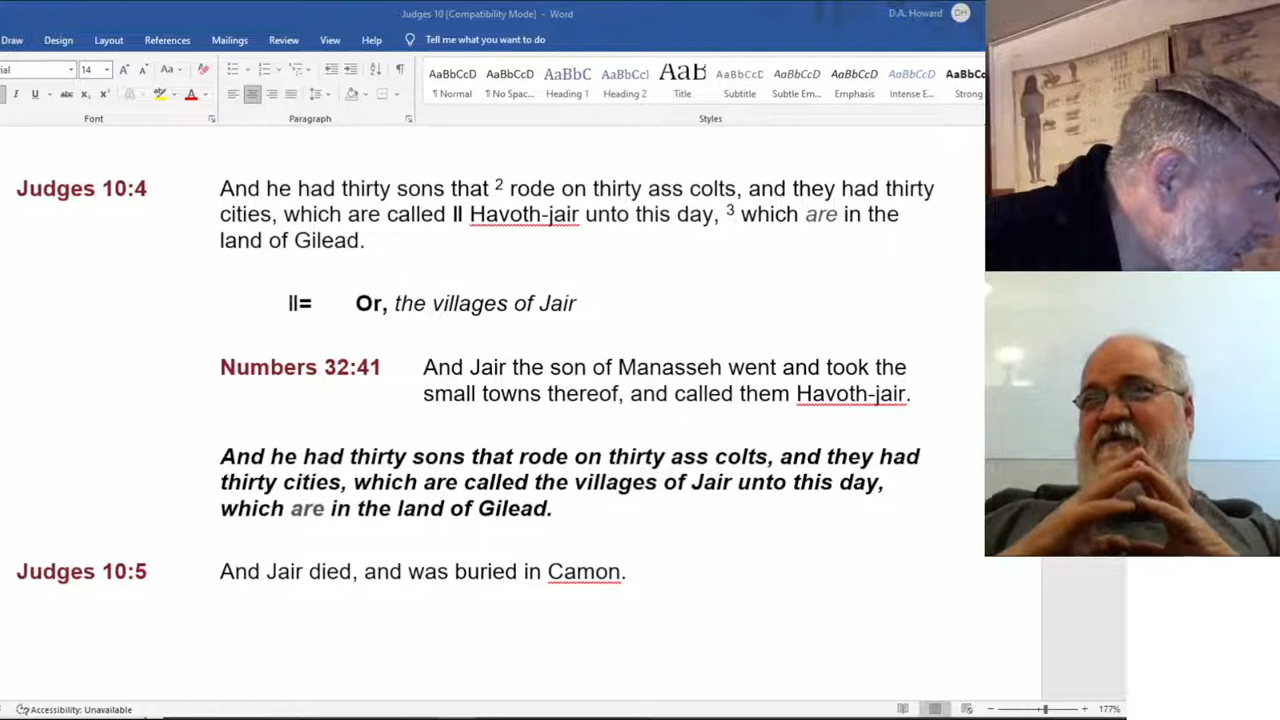 Judges 10 [Compatibility Mode] - Word
D.A. Howard DH
Draw Design Layout References Mailings Review View Help Tell me what you want to do
ial 14 A A Aa
U abc x₂ x² A A
AaBbCcD AaBbCcD AaBbC AaBbCcI AaB AaBbCcD AaBbCcD AaBbCcD AaBbCcD AaBbCc
¶ Normal ¶ No Spac... Heading 1 Heading 2 Title Subtitle Subtle Em... Emphasis Intense E... Strong
Font Paragraph Styles
Judges 10:4 And he had thirty sons that ² rode on thirty ass colts, and they had thirty
cities, which are called ǁ Havoth-jair unto this day, ³ which are in the
land of Gilead.
ǁ= Or, the villages of Jair
Numbers 32:41 And Jair the son of Manasseh went and took the
small towns thereof, and called them Havoth-jair.
And he had thirty sons that rode on thirty ass colts, and they had
thirty cities, which are called the villages of Jair unto this day,
which are in the land of Gilead.
Judges 10:5 And Jair died, and was buried in Camon.
Accessibility: Unavailable
177%